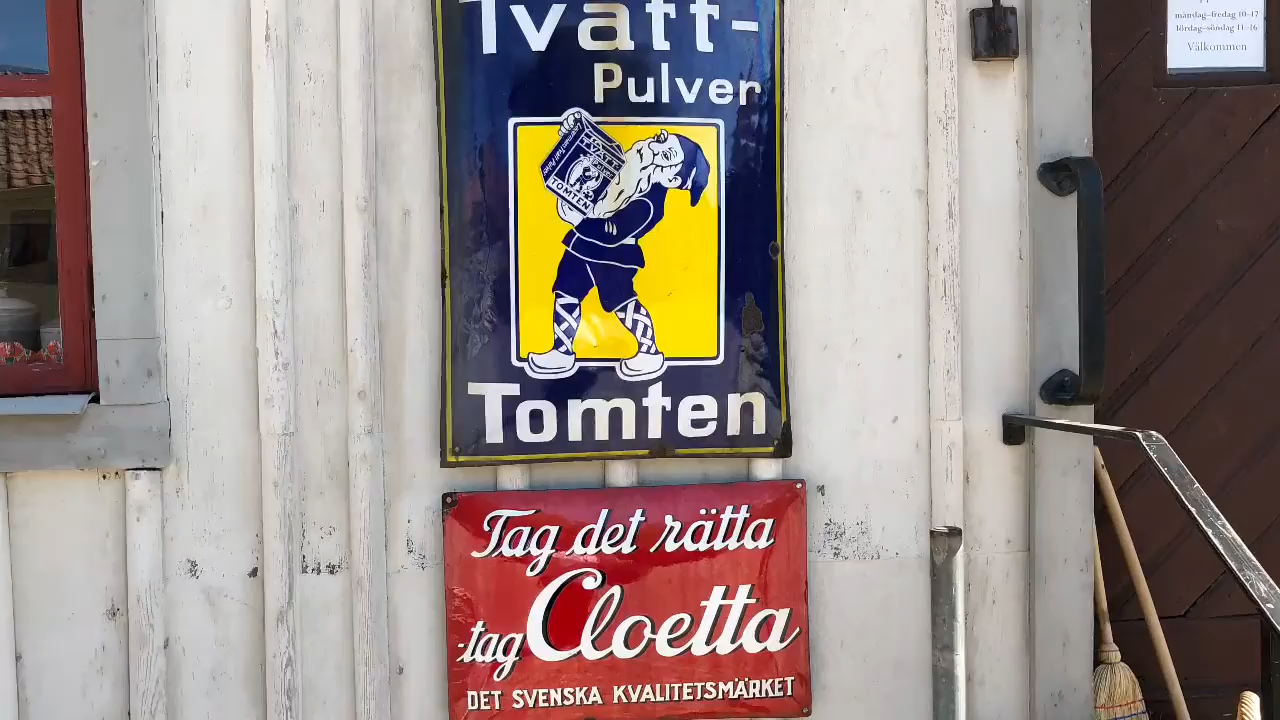 Tvätt-
Pulver
TVÄTT
TOMTEN
Tomten
Tag det rätta
-tag Cloetta
DET SVENSKA KVALITETSMÄRKET
måndag–fredag 10–17
lördag–söndag 11–16
Välkommen